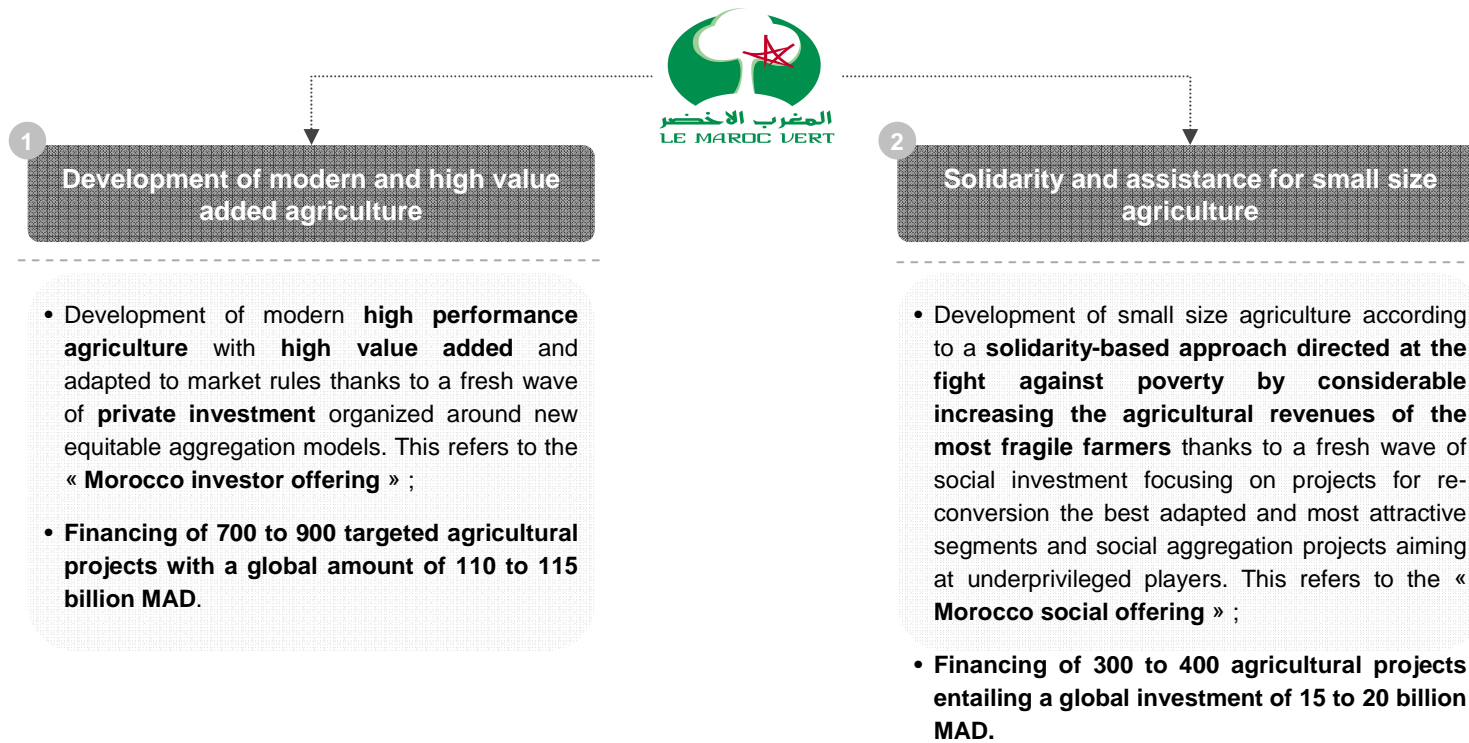 المغرب الاخضر
LE MAROC VERT
1
Development of modern and high value
added agriculture
• Development of modern high performance
agriculture with high value added and
adapted to market rules thanks to a fresh wave
of private investment organized around new
equitable aggregation models. This refers to the
« Morocco investor offering » ;
• Financing of 700 to 900 targeted agricultural
projects with a global amount of 110 to 115
billion MAD.
2
Solidarity and assistance for small size
agriculture
• Development of small size agriculture according
to a solidarity-based approach directed at the
fight against poverty by considerable
increasing the agricultural revenues of the
most fragile farmers thanks to a fresh wave of
social investment focusing on projects for re-
conversion the best adapted and most attractive
segments and social aggregation projects aiming
at underprivileged players. This refers to the «
Morocco social offering » ;
• Financing of 300 to 400 agricultural projects
entailing a global investment of 15 to 20 billion
MAD.